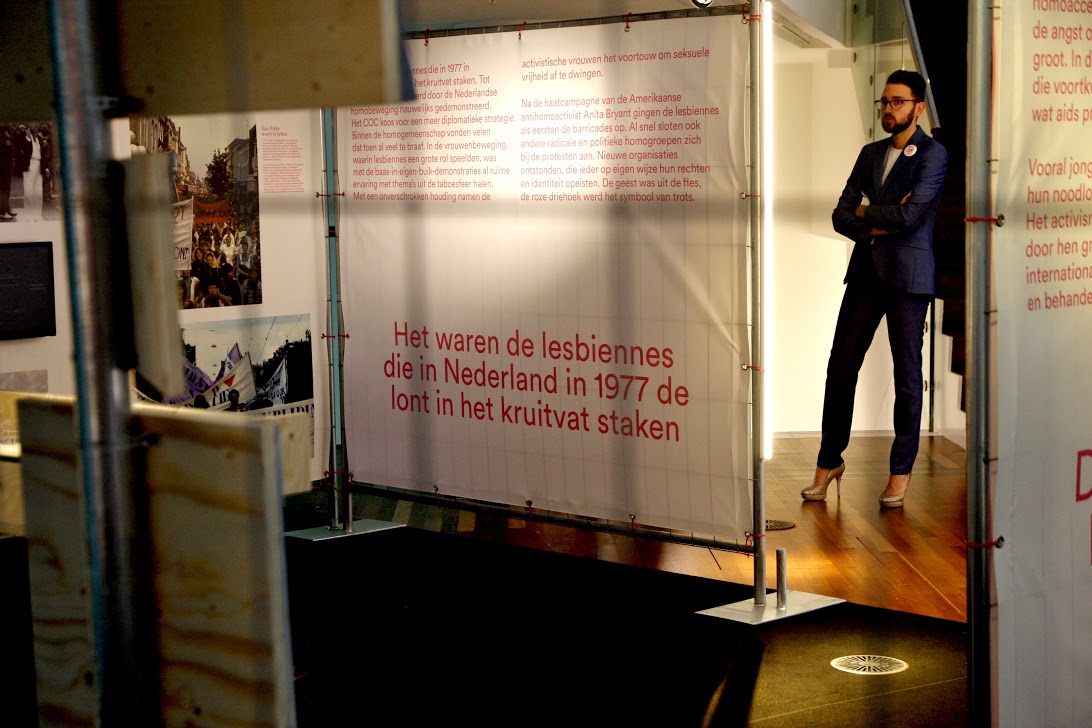 ennes die in 1977 in
het kruitvat staken. Tot
erd door de Nederlandse
homobeweging nauwelijks gedemonstreerd.
Het COC koos voor een meer diplomatieke strategie.
Binnen de homogemeenschap vonden velen
dat toen al veel te braaf. In de vrouwenbeweging,
waarin lesbiennes een grote rol speelden, was
met de baas-in-eigen-buik-demonstraties al ruime
ervaring met thema's uit de taboesfeer halen.
Met een onverschrokken houding namen de
activistische vrouwen het voortouw om seksuele
vrijheid af te dwingen.
Na de haatcampagne van de Amerikaanse
antihomoactivist Anita Bryant gingen de lesbiennes
als eersten de barricades op. Al snel sloten ook
andere radicale en politieke homogroepen zich
bij de protesten aan. Nieuwe organisaties
ontstonden, die ieder op eigen wijze hun rechten
en identiteit opeisten. De geest was uit de fles,
de roze driehoek werd het symbool van trots.
Het waren de lesbiennes
die in Nederland in 1977 de
lont in het kruitvat staken
homoacce
de angst o
groot. In d
die voortk
wat aids p
Vooral jong
hun noodlo
Het activism
door hen g
internationa
en behande
D